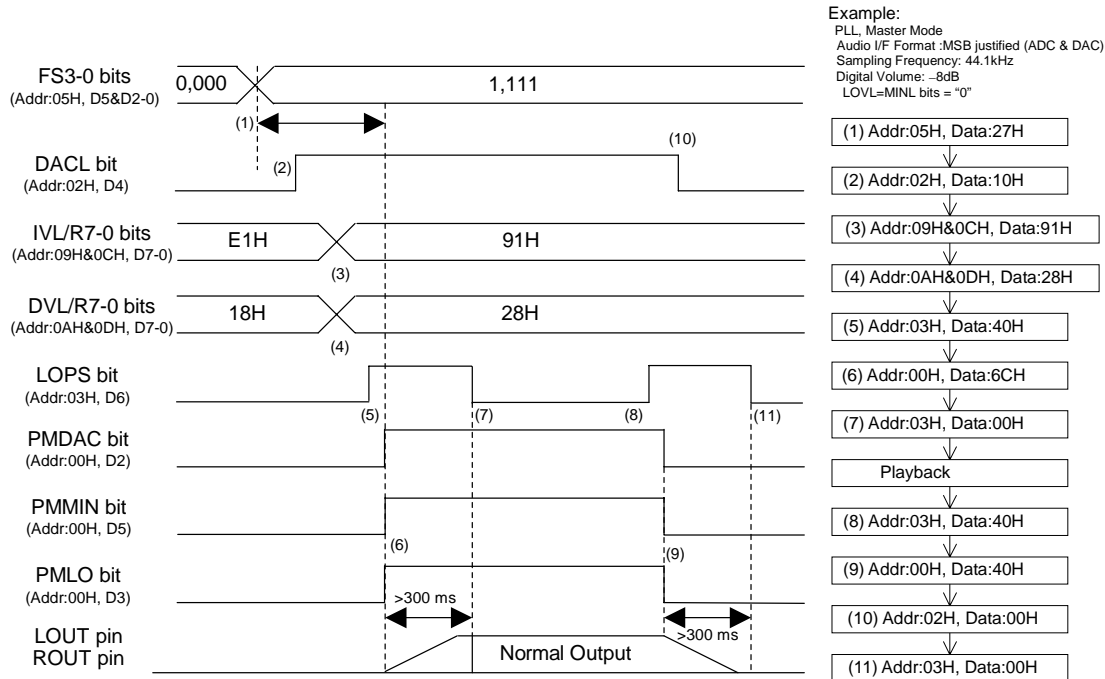 Example:
PLL, Master Mode
Audio I/F Format :MSB justified (ADC & DAC)
Sampling Frequency: 44.1kHz
Digital Volume: −8dB
LOVL=MINL bits = “0”
FS3-0 bits
(Addr:05H, D5&D2-0)
0,000
1,111
(1)
DACL bit
(Addr:02H, D4)
(2)
(10)
IVL/R7-0 bits
(Addr:09H&0CH, D7-0)
E1H
91H
(3)
DVL/R7-0 bits
(Addr:0AH&0DH, D7-0)
18H
28H
(4)
LOPS bit
(Addr:03H, D6)
(5)
(7)
(8)
(11)
PMDAC bit
(Addr:00H, D2)
PMMIN bit
(Addr:00H, D5)
(6)
(9)
PMLO bit
(Addr:00H, D3)
>300 ms
>300 ms
LOUT pin
ROUT pin
Normal Output
(1) Addr:05H, Data:27H
(2) Addr:02H, Data:10H
(3) Addr:09H&0CH, Data:91H
(4) Addr:0AH&0DH, Data:28H
(5) Addr:03H, Data:40H
(6) Addr:00H, Data:6CH
(7) Addr:03H, Data:00H
Playback
(8) Addr:03H, Data:40H
(9) Addr:00H, Data:40H
(10) Addr:02H, Data:00H
(11) Addr:03H, Data:00H